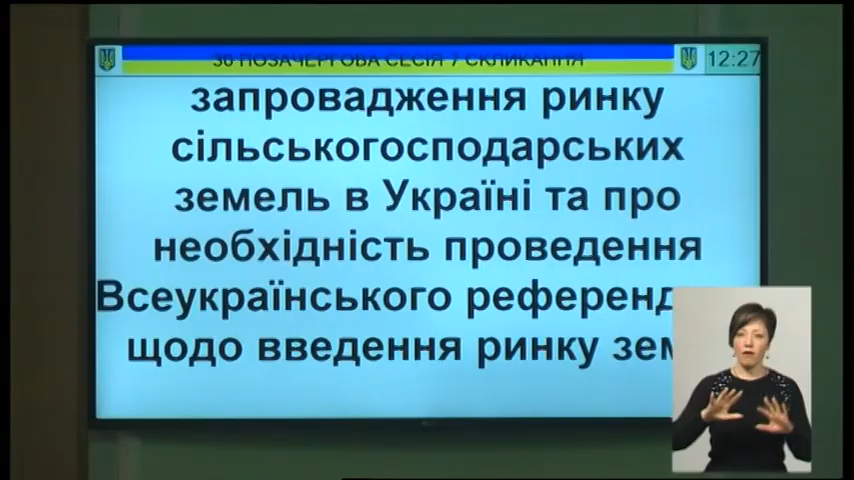 30 ПОЗАЧЕРГОВА СЕСІЯ 7 СКЛИКАННЯ
12:27
запровадження ринку
сільськогосподарських
земель в Україні та про
необхідність проведення
Всеукраїнського
щодо введення ринку